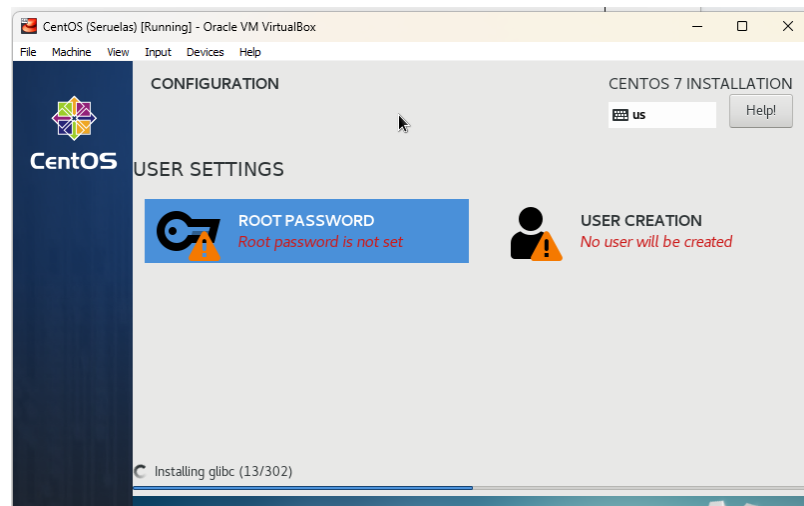 CentOS (Seruelas) [Running] - Oracle VM VirtualBox
File Machine View Input Devices Help
CONFIGURATION
CENTOS 7 INSTALLATION
us
Help!
CentOS
USER SETTINGS
ROOT PASSWORD
Root password is not set
USER CREATION
No user will be created
Installing glibc (13/302)